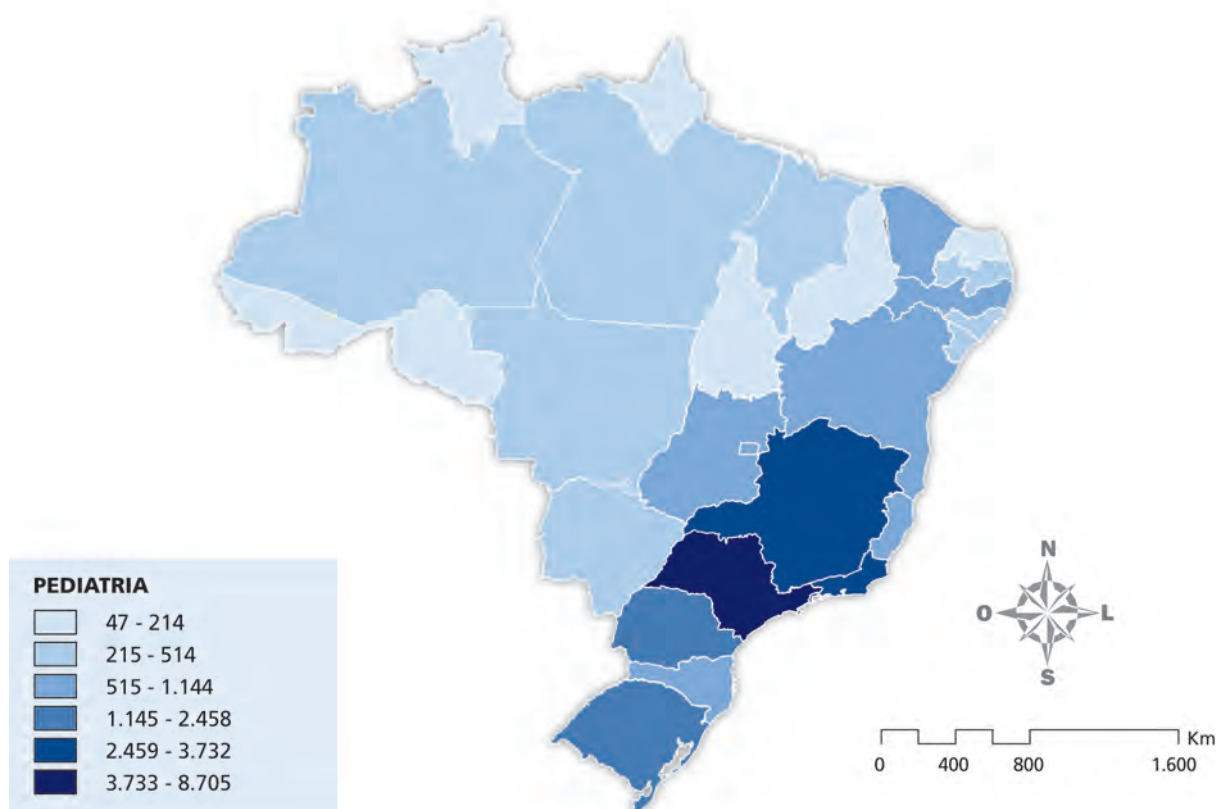 PEDIATRIA
47 - 214
215 - 514
515 - 1.144
1.145 - 2.458
2.459 - 3.732
3.733 - 8.705
N
O L
S
Km
0 400 800 1.600